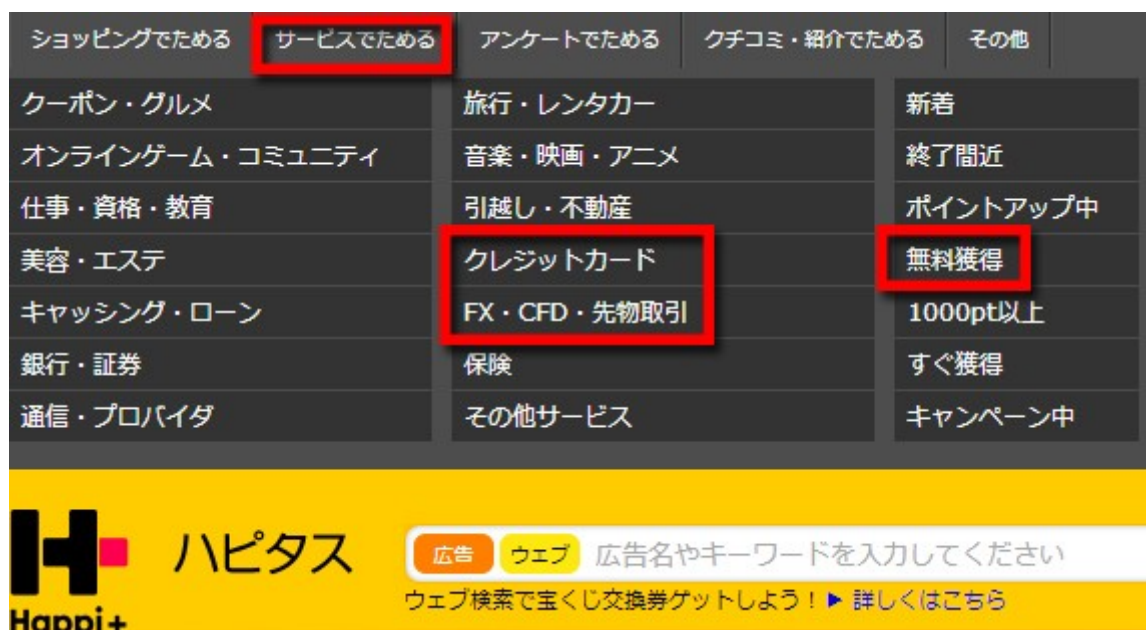 ショッピングでためる サービスでためる アンケートでためる クチコミ・紹介でためる その他
クーポン・グルメ 旅行・レンタカー 新着
オンラインゲーム・コミュニティ 音楽・映画・アニメ 終了間近
仕事・資格・教育 引越し・不動産 ポイントアップ中
美容・エステ クレジットカード 無料獲得
キャッシング・ローン FX・CFD・先物取引 1000pt以上
銀行・証券 保険 すぐ獲得
通信・プロバイダ その他サービス キャンペーン中
ハピタス 広告 ウェブ 広告名やキーワードを入力してください
ウェブ検索で宝くじ交換券ゲットしよう！▶ 詳しくはこちら
Happi+